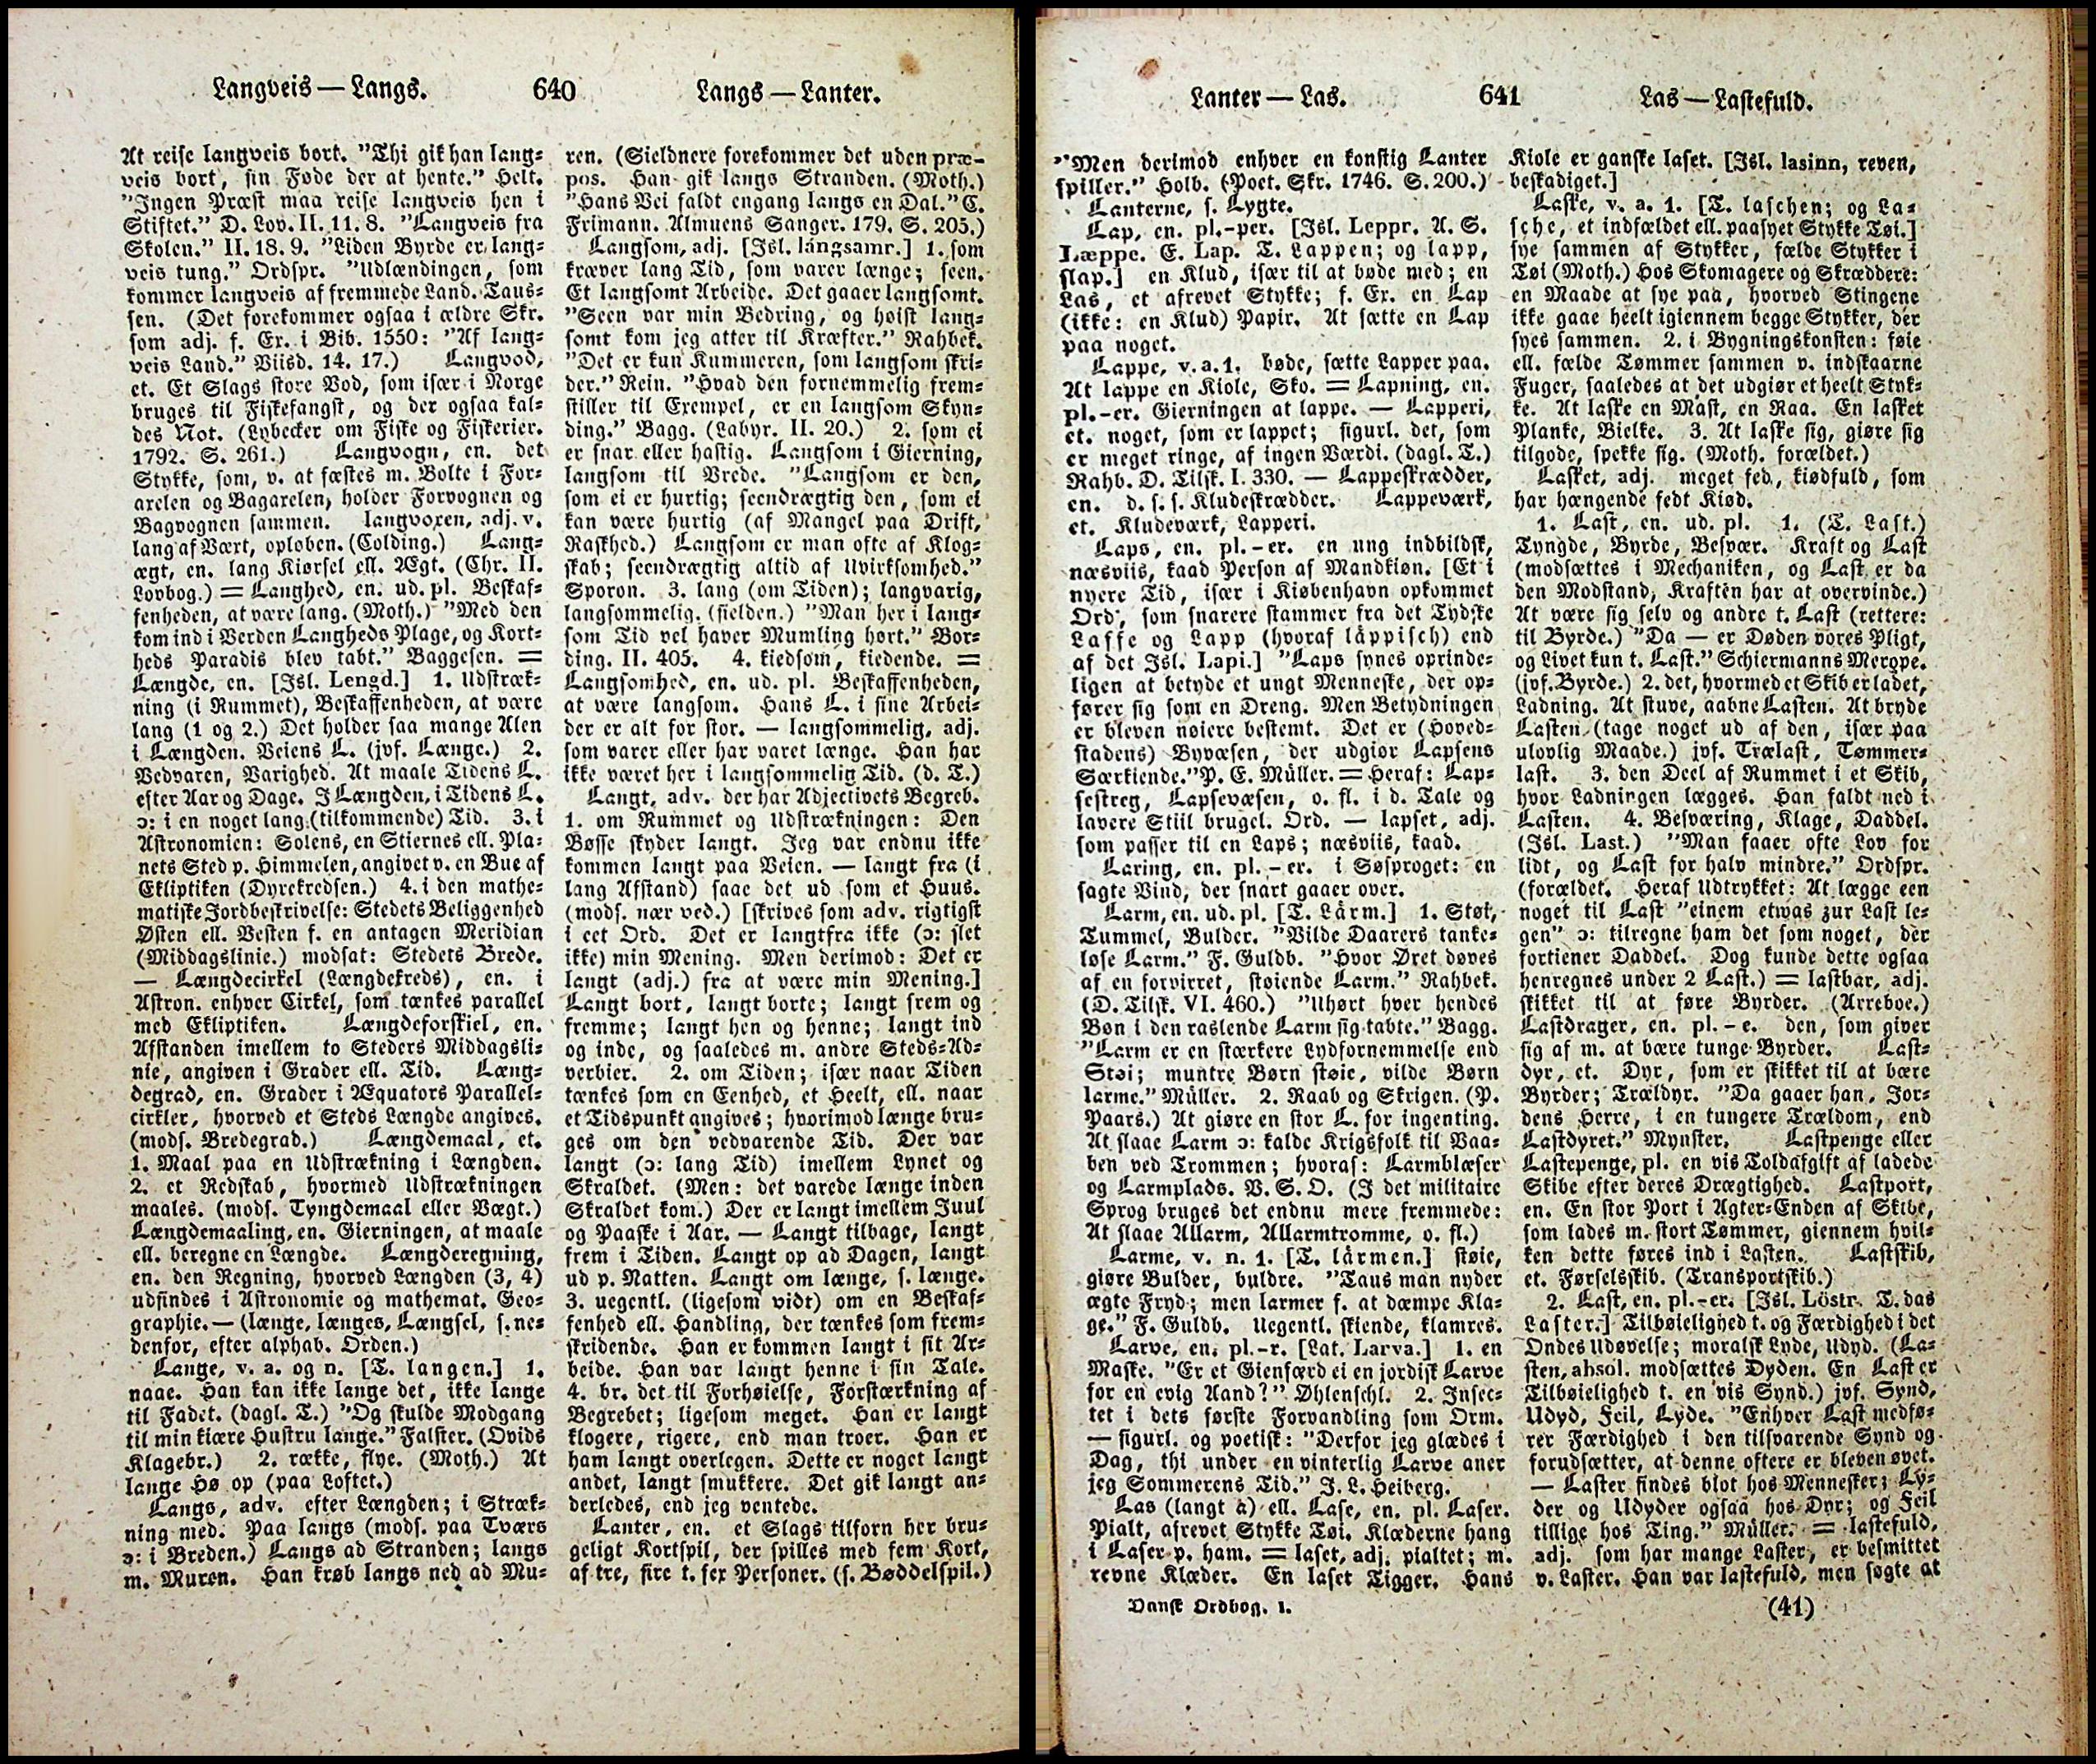 Langveis — Langs.
640
Langs — Lanter.
At reise langveis bort. "Thi gik han lang-
veis bort, sin Føde der at hente." Helt.
"Ingen Præst maa reise langveis hen i
Stiftet." D. Lov. II. 11. 8. "Langveis fra
Skolen." II. 18. 9. "Liden Byrde er lang-
veis tung." Ordspr. "Udlændingen, som
kommer langveis af fremmede Land. Taus-
sen. (Det forekommer ogsaa i ældre Skr.
som adj. f. Ex. i Bib. 1550: "Af lang-
veis Land." Viisd. 14. 17.) Langvod,
et. Et Slags store Vod, som især i Norge
bruges til Fiskefangst, og der ogsaa kal-
des Not. (Lybecker om Fiske og Fiskerier.
1792. S. 261.) Langvogn, en. det
Stykke, som, v. at fæstes m. Bolte i For-
axelen og Bagaxelen, holder Forvognen og
Bagvognen sammen. langvoxen, adj. v.
lang af Vært, opløben. (Colding.) Lang-
ægt, en. lang Kiørsel ell. Ægt. (Chr. II.
Lovbog.) = Langhed, en. ud. pl. Beskaf-
fenheden, at være lang. (Moth.) "Med den
kom ind i Verden Langheds Plage, og Kort-
heds Paradis blev tabt." Baggesen. =
Længde, en. [Isl. Lengd.] 1. Udstræk-
ning (i Rummet), Beskaffenheden, at være
lang (1 og 2.) Det holder saa mange Alen
i Længden. Veiens L. (jvf. Længe.) 2.
Vedvaren, Varighed. At maale Tidens L.
efter Aar og Dage. I Længden, i Tidens L.
ɔ: i en noget lang (tilkommende) Tid. 3. i
Astronomien: Solens, en Stiernes ell. Pla-
nets Sted p. Himmelen, angivet v. en Bue af
Ekliptiken (Dyrekredsen.) 4. i den mathe-
matiske Jordbeskrivelse: Stedets Beliggenhed
Østen ell. Vesten f. en antagen Meridian
(Middagslinie.) modsat: Stedets Brede.
— Længdecirkel (Længdekreds), en. i
Astron. enhver Cirkel, som tænkes parallel
med Ekliptiken. Længdeforskiel, en.
Afstanden imellem to Steders Middagsli-
nie, angiven i Grader ell. Tid. Læng-
degrad, en. Grader i Æquators Parallel-
cirkler, hvorved et Steds Længde angives.
(mods. Bredegrad.) Længdemaal, et.
1. Maal paa en Udstrækning i Længden.
2. et Redskab, hvormed Udstrækningen
maales. (mods. Tyngdemaal eller Vægt.)
Længdemaaling, en. Gierningen, at maale
ell. beregne en Længde. Længderegning,
en. den Regning, hvorved Længden (3, 4)
udfindes i Astronomie og mathemat. Geo-
graphie. — (længe, længes, Længsel, s. ne-
denfor, efter alphab. Orden.)
Lange, v. a. og n. [T. langen.] 1.
naae. Han kan ikke lange det, ikke lange
til Fadet. (dagl. T.) "Og skulde Modgang
til min kiære Hustru lange." Falster. (Ovids
Klagebr.) 2. række, flye. (Moth.) At
lange Hø op (paa Loftet.)
Langs, adv. efter Længden; i Stræk-
ning med. Paa langs (mods. paa Tværs
ɔ: i Breden.) Langs ad Stranden; langs
m. Muren. Han krøb langs ned ad Mu-
ren. (Sieldnere forekommer det uden præ-
pos. Han gik langs Stranden. (Moth.)
"Hans Vei faldt engang langs en Dal." C.
Frimann. Almuens Sanger. 179. S. 205.)
Langsom, adj. [Isl. lángsamr.] 1. som
kræver lang Tid, som varer længe; seen.
Et langsomt Arbeide. Det gaaer langsomt.
"Seen var min Bedring, og høist lang-
somt kom jeg atter til Kræfter." Rahbek.
"Det er kun Kummeren, som langsom skri-
der." Rein. "Hvad den fornemmelig frem-
stiller til Exempel, er en langsom Skyn-
ding." Bagg. (Labyr. II. 20.) 2. som ei
er snar eller hastig. Langsom i Gierning,
langsom til Vrede. "Langsom er den,
som ei er hurtig; seendrægtig den, som ei
kan være hurtig (af Mangel paa Drift,
Raskhed.) Langsom er man ofte af Klog-
skab; seendrægtig altid af Uvirksomhed."
Sporon. 3. lang (om Tiden); langvarig,
langsommelig. (sielden.) "Man her i lang-
som Tid vel haver Mumling hørt." Bor-
ding. II. 405. 4. kiedsom, kiedende. =
Langsomhed, en. ud. pl. Beskaffenheden,
at være langsom. Hans L. i sine Arbei-
der er alt for stor. — langsommelig, adj.
som varer eller har varet længe. Han har
ikke været her i langsommelig Tid. (d. T.)
Langt, adv. der har Adjectivets Begreb.
1. om Rummet og Udstrækningen: Den
Bøsse skyder langt. Jeg var endnu ikke
kommen langt paa Veien. — langt fra (i
lang Afstand) saae det ud som et Huus.
(mods. nær ved.) [skrives som adv. rigtigst
i eet Ord. Det er langtfra ikke (ɔ: slet
ikke) min Mening. Men derimod: Det er
langt (adj.) fra at være min Mening.]
Langt bort, langt borte; langt frem og
fremme; langt hen og henne; langt ind
og inde, og saaledes m. andre Steds-Ad-
verbier. 2. om Tiden; især naar Tiden
tænkes som en Eenhed, et Heelt, ell. naar
et Tidspunkt angives; hvorimod længe bru-
ges om den vedvarende Tid. Der var
langt (ɔ: lang Tid) imellem Lynet og
Skraldet. (Men: det varede længe inden
Skraldet kom.) Der er langt imellem Juul
og Paaske i Aar. — Langt tilbage, langt
frem i Tiden. Langt op ad Dagen, langt
ud p. Natten. Langt om længe, s. længe.
3. uegentl. (ligesom vidt) om en Beskaf-
fenhed ell. Handling, der tænkes som frem-
skridende. Han er kommen langt i sit Ar-
beide. Han var langt henne i sin Tale.
4. br. det til Forhøielse, Forstærkning af
Begrebet; ligesom meget. Han er langt
klogere, rigere, end man troer. Han er
ham langt overlegen. Dette er noget langt
andet, langt smukkere. Det gik langt an-
derledes, end jeg ventede.
Lanter, en. et Slags tilforn her bru-
geligt Kortspil, der spilles med fem Kort,
af tre, fire t. sex Personer. (s. Bøddelspil.)
Lanter — Las.
641
Las — Lastefuld.
"Men derimod enhver en konstig Lanter
spiller." Holb. (Poet. Skr. 1746. S. 200.)
Lanterne, s. Lygte.
Lap, en. pl.-per. [Isl. Leppr. A. S.
Læppe. E. Lap. T. Lappen; og lapp,
slap.] en Klud, især til at bøde med; en
Las, et afrevet Stykke; f. Ex. en Lap
(ikke: en Klud) Papir. At sætte en Lap
paa noget.
Lappe, v. a. 1. bøde, sætte Lapper paa.
At lappe en Kiole, Sko. = Lapning, en.
pl.-er. Gierningen at lappe. — Lapperi,
et. noget, som er lappet; figurl. det, som
er meget ringe, af ingen Værdi. (dagl. T.)
Rahb. D. Tilsk. I. 330. — Lappeskrædder,
en. d. s. s. Kludeskrædder. Lappeværk,
et. Kludeværk, Lapperi.
Laps, en. pl.-er. en ung indbildsk,
næsviis, kaad Person af Mandkiøn. [Et i
nyere Tid, især i Kiøbenhavn opkommet
Ord, som snarere stammer fra det Tydske
Laffe og Lapp (hvoraf läppisch) end
af det Isl. Lapi.] "Laps synes oprinde-
ligen at betyde et ungt Menneske, der op-
fører sig som en Dreng. Men Betydningen
er bleven nøiere bestemt. Det er (Hoved-
stadens) Byvæsen, der udgiør Lapsens
Særkiende." P. E. Müller. = Heraf: Lap-
sestreg, Lapsevæsen, o. fl. i d. Tale og
lavere Stiil brugel. Ord. — lapset, adj.
som passer til en Laps; næsviis, kaad.
Laring, en. pl.-er. i Søsproget: en
sagte Vind, der snart gaaer over.
Larm, en. ud. pl. [T. Lärm.] 1. Støi,
Tummel, Bulder. "Vilde Daarers tanke-
løse Larm." F. Guldb. "Hvor Øret døves
af en forvirret, støiende Larm." Rahbek.
(D. Tilsk. VI. 460.) "Uhørt hver hendes
Bøn i den raslende Larm sig tabte." Bagg.
"Larm er en stærkere Lydfornemmelse end
Støi; muntre Børn støie, vilde Børn
larme." Müller. 2. Raab og Skrigen. (P.
Paars.) At giøre en stor L. for ingenting.
At slaae Larm ɔ: kalde Krigsfolk til Vaa-
ben ved Trommen; hvoraf: Larmblæser
og Larmplads. V. S. O. (I det militaire
Sprog bruges det endnu mere fremmede:
At slaae Allarm, Allarmtromme, o. fl.)
Larme, v. n. 1. [T. lärmen.] støie,
giøre Bulder, buldre. "Taus man nyder
ægte Fryd; men larmer f. at dæmpe Kla-
ge." F. Guldb. Uegentl. skiende, klamres.
Larve, en. pl.-r. [Lat. Larva.] 1. en
Maske. "Er et Gienfærd ei en jordisk Larve
for en evig Aand?" Øhlenschl. 2. Insec-
tet i dets første Forvandling som Orm.
— figurl. og poetisk: "Derfor jeg glædes i
Dag, thi under en vinterlig Larve aner
jeg Sommerens Tid." J. L. Heiberg.
Las (langt a) ell. Lase, en. pl. Laser.
Pialt, afrevet Stykke Tøi. Klæderne hang
i Laser p. ham. = laset, adj. pialtet; m.
revne Klæder. En laset Tigger. Hans
Dansk Ordbog. 1.
Kiole er ganske laset. [Isl. lasinn, reven,
beskadiget.]
Laske, v. a. 1. [T. laschen; og La-
sche, et indfældet ell. paasyet Stykke Tøi.]
sye sammen af Stykker, fælde Stykker i
Tøi (Moth.) Hos Skomagere og Skræddere:
en Maade at sye paa, hvorved Stingene
ikke gaae heelt igiennem begge Stykker, der
syes sammen. 2. i Bygningskonsten: føie
ell. fælde Tømmer sammen v. indskaarne
Fuger, saaledes at det udgiør et heelt Styk-
ke. At laske en Mast, en Raa. En lasket
Planke, Bielke. 3. At laske sig, giøre sig
tilgode, spekke sig. (Moth. forældet.)
Lasket, adj. meget fed, kiødfuld, som
har hængende fedt Kiød.
1. Last, en. ud. pl. 1. (T. Last.)
Tyngde, Byrde, Besvær. Kraft og Last
(modsættes i Mechaniken, og Last er da
den Modstand, Kraften har at overvinde.)
At være sig selv og andre t. Last (rettere:
til Byrde.) "Da — er Døden vores Pligt,
og Livet kun t. Last." Schiermanns Merope.
(jvf. Byrde.) 2. det, hvormed et Skib er ladet,
Ladning. At stuve, aabne Lasten. At bryde
Lasten (tage noget ud af den, især paa
ulovlig Maade.) jvf. Trælast, Tømmer-
last. 3. den Deel af Rummet i et Skib,
hvor Ladningen lægges. Han faldt ned i
Lasten. 4. Besværing, Klage, Daddel.
(Isl. Last.) "Man faaer ofte Lov for
lidt, og Last for halv mindre." Ordspr.
(forældet. Heraf Udtrykket: At lægge een
noget til Last "einem etwas zur Last le-
gen" ɔ: tilregne ham det som noget, der
fortiener Daddel. Dog kunde dette ogsaa
henregnes under 2 Last.) = lastbar, adj.
skikket til at føre Byrder. (Arreboe.)
Lastdrager, en. pl.-e. den, som giver
sig af m. at bære tunge Byrder. Last-
dyr, et. Dyr, som er skikket til at bære
Byrder; Trældyr. "Da gaaer han, Jor-
dens Herre, i en tungere Trældom, end
Lastdyret." Mynster. Lastpenge eller
Lastepenge, pl. en vis Toldafgift af ladede
Skibe efter deres Drægtighed. Lastport,
en. En stor Port i Agter-Enden af Skibe,
som lades m. stort Tømmer, giennem hvil-
ken dette føres ind i Lasten. Lastskib,
et. Førselsskib. (Transportskib.)
2. Last, en. pl.-er. [Isl. Löstr. T. das
Laster.] Tilbøielighed t. og Færdighed i det
Ondes Udøvelse; moralsk Lyde, Udyd. (La-
sten, absol. modsættes Dyden. En Last er
Tilbøielighed t. en vis Synd.) jvf. Synd,
Udyd, Feil, Lyde. "Enhver Last medfø-
rer Færdighed i den tilsvarende Synd og
forudsætter, at denne oftere er bleven øvet.
— Laster findes blot hos Mennesker; Ly-
der og Udyder ogsaa hos Dyr; og Feil
tillige hos Ting." Müller. = lastefuld,
adj. som har mange Laster, er besmittet
v. Laster. Han var lastefuld, men søgte at
(41)